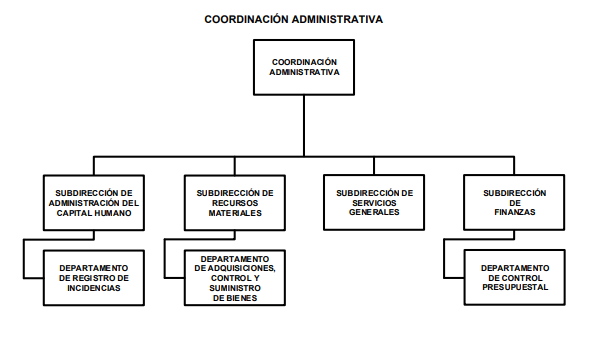 COORDINACIÓN ADMINISTRATIVA
COORDINACIÓN
ADMINISTRATIVA
SUBDIRECCIÓN DE
ADMINISTRACIÓN DEL
CAPITAL HUMANO
SUBDIRECCIÓN DE
RECURSOS
MATERIALES
SUBDIRECCIÓN DE
SERVICIOS
GENERALES
SUBDIRECCIÓN
DE
FINANZAS
DEPARTAMENTO
DE REGISTRO DE
INCIDENCIAS
DEPARTAMENTO
DE ADQUISICIONES,
CONTROL Y
SUMINISTRO
DE BIENES
DEPARTAMENTO
DE CONTROL
PRESUPUESTAL